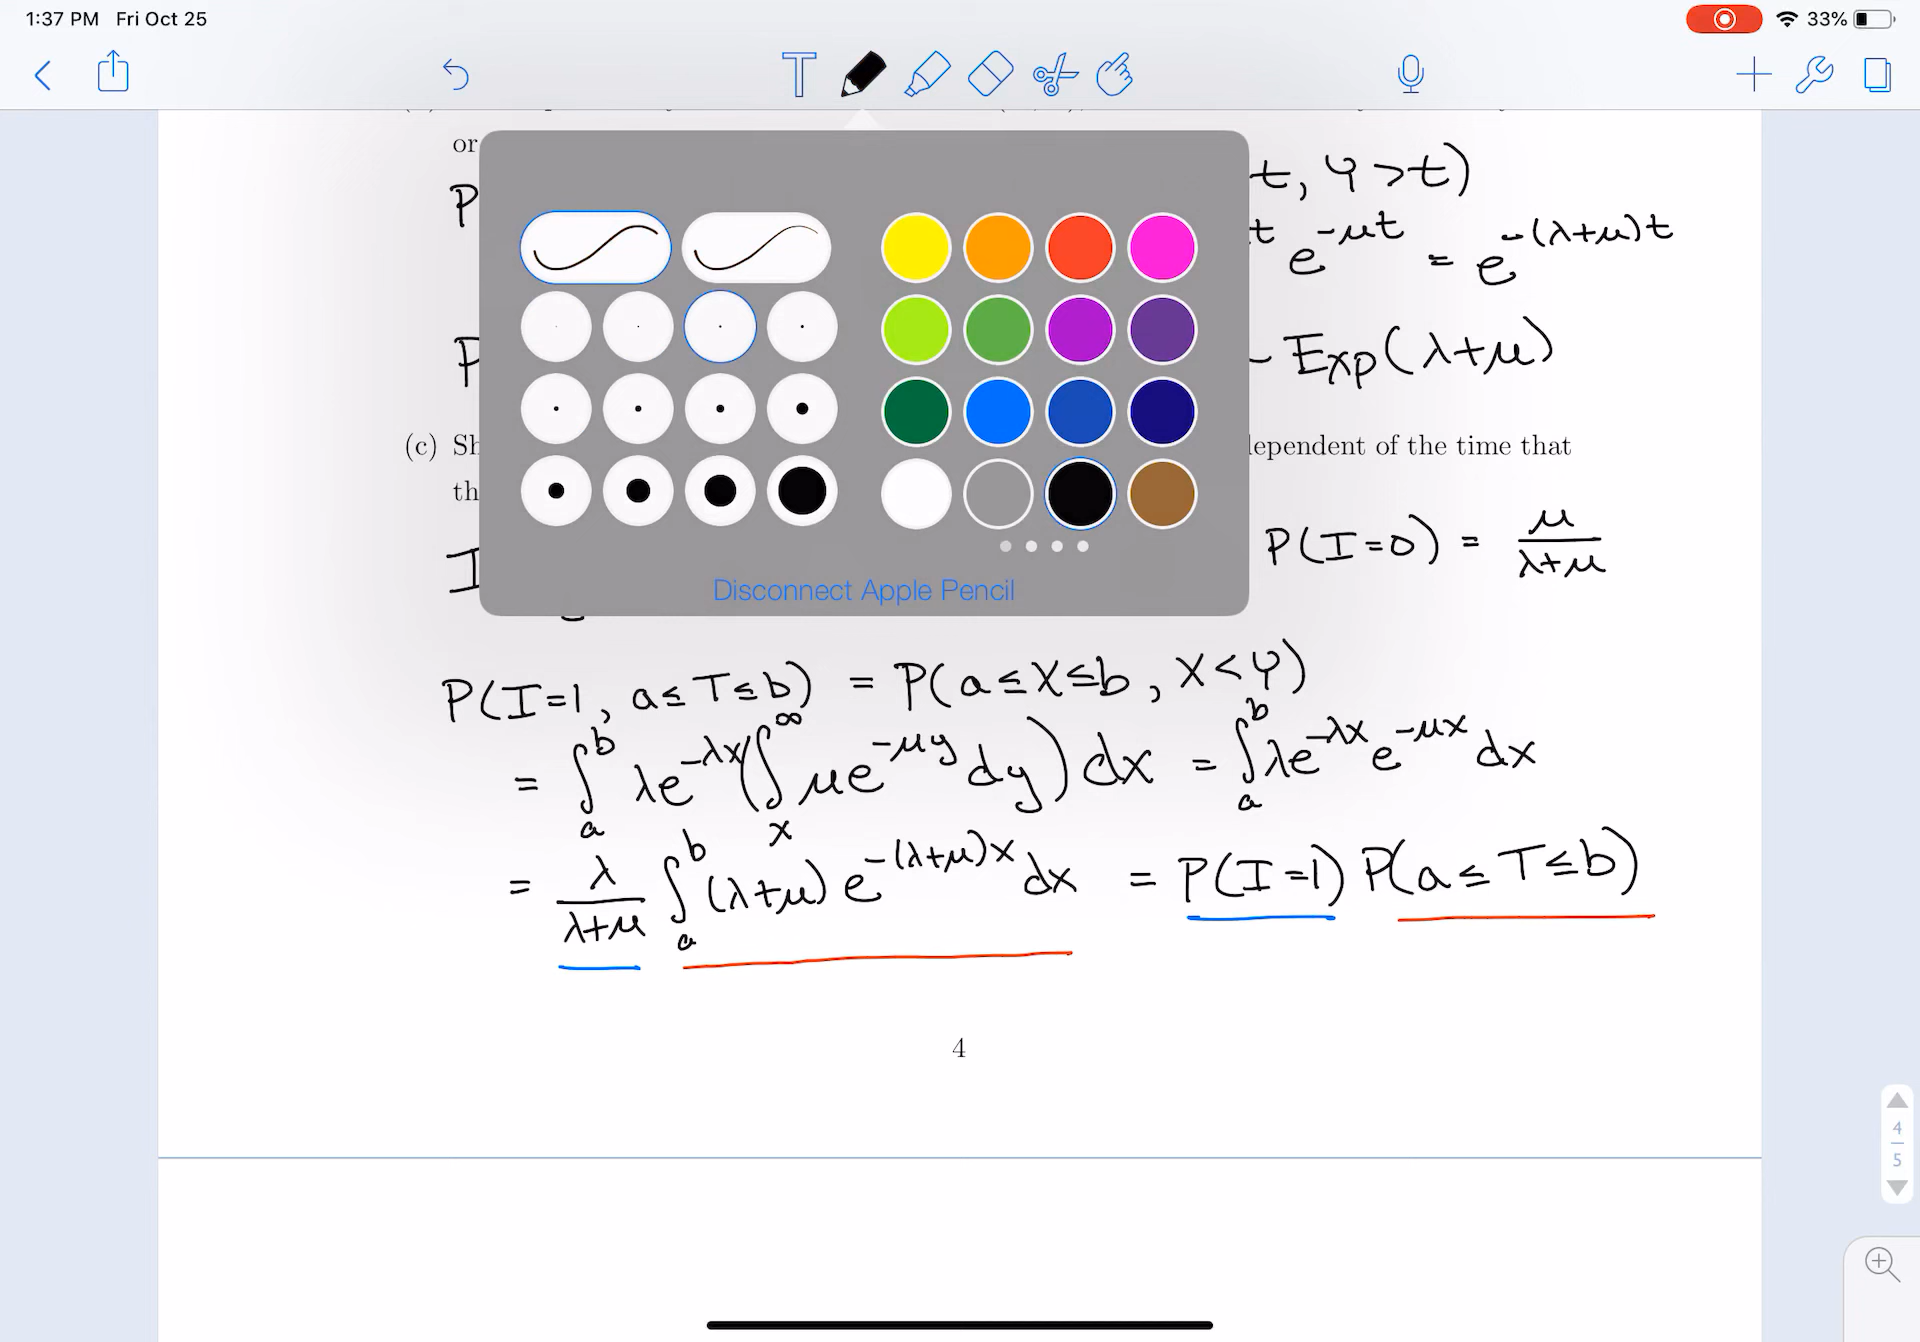 1:37 PM Fri Oct 25
33%
T
or
P t, Y > t)
t e^{-μt} = e^{-(λ+μ)t}
P ~ Exp(λ+μ)
(c) Sh ependent of the time that
th
I P(I=0) = μ/(λ+μ)
Disconnect Apple Pencil
P(I=1, a≤T≤b) = P(a≤X≤b, X<Y)
= ∫_a^b λe^{-λx} (∫_x^∞ μe^{-μy} dy) dx = ∫_a^b λe^{-λx} e^{-μx} dx
= λ/(λ+μ) ∫_a^b (λ+μ) e^{-(λ+μ)x} dx = P(I=1) P(a≤T≤b)
4
4
5